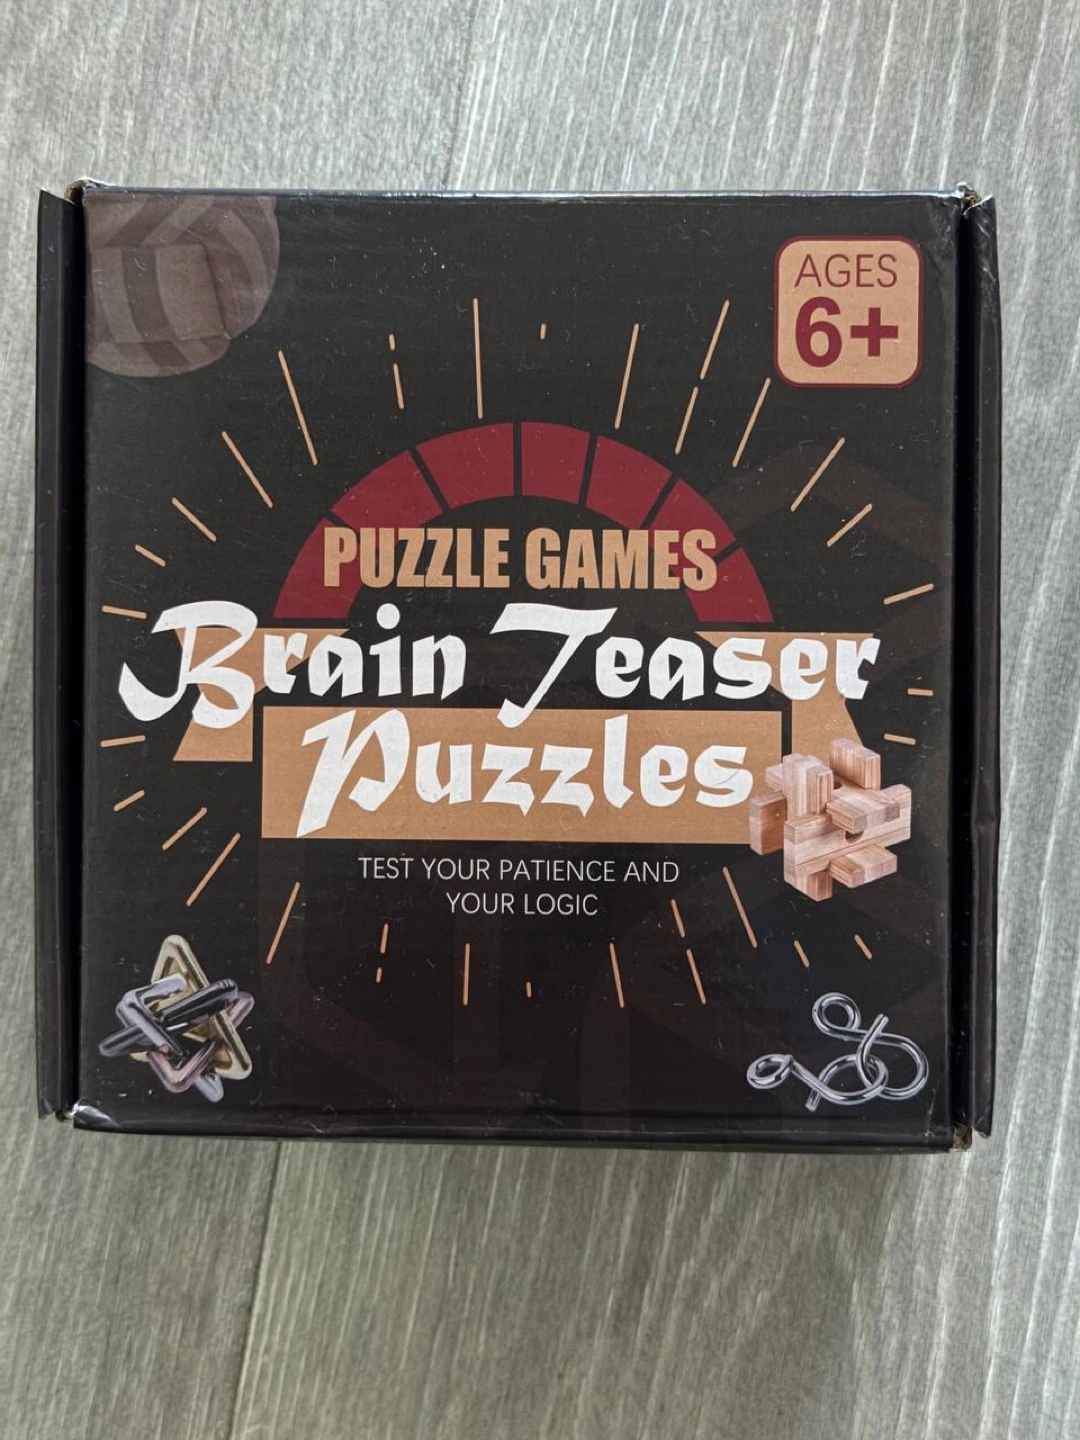 AGES
6+
PUZZLE GAMES
Brain Teaser
Puzzles
TEST YOUR PATIENCE AND
YOUR LOGIC